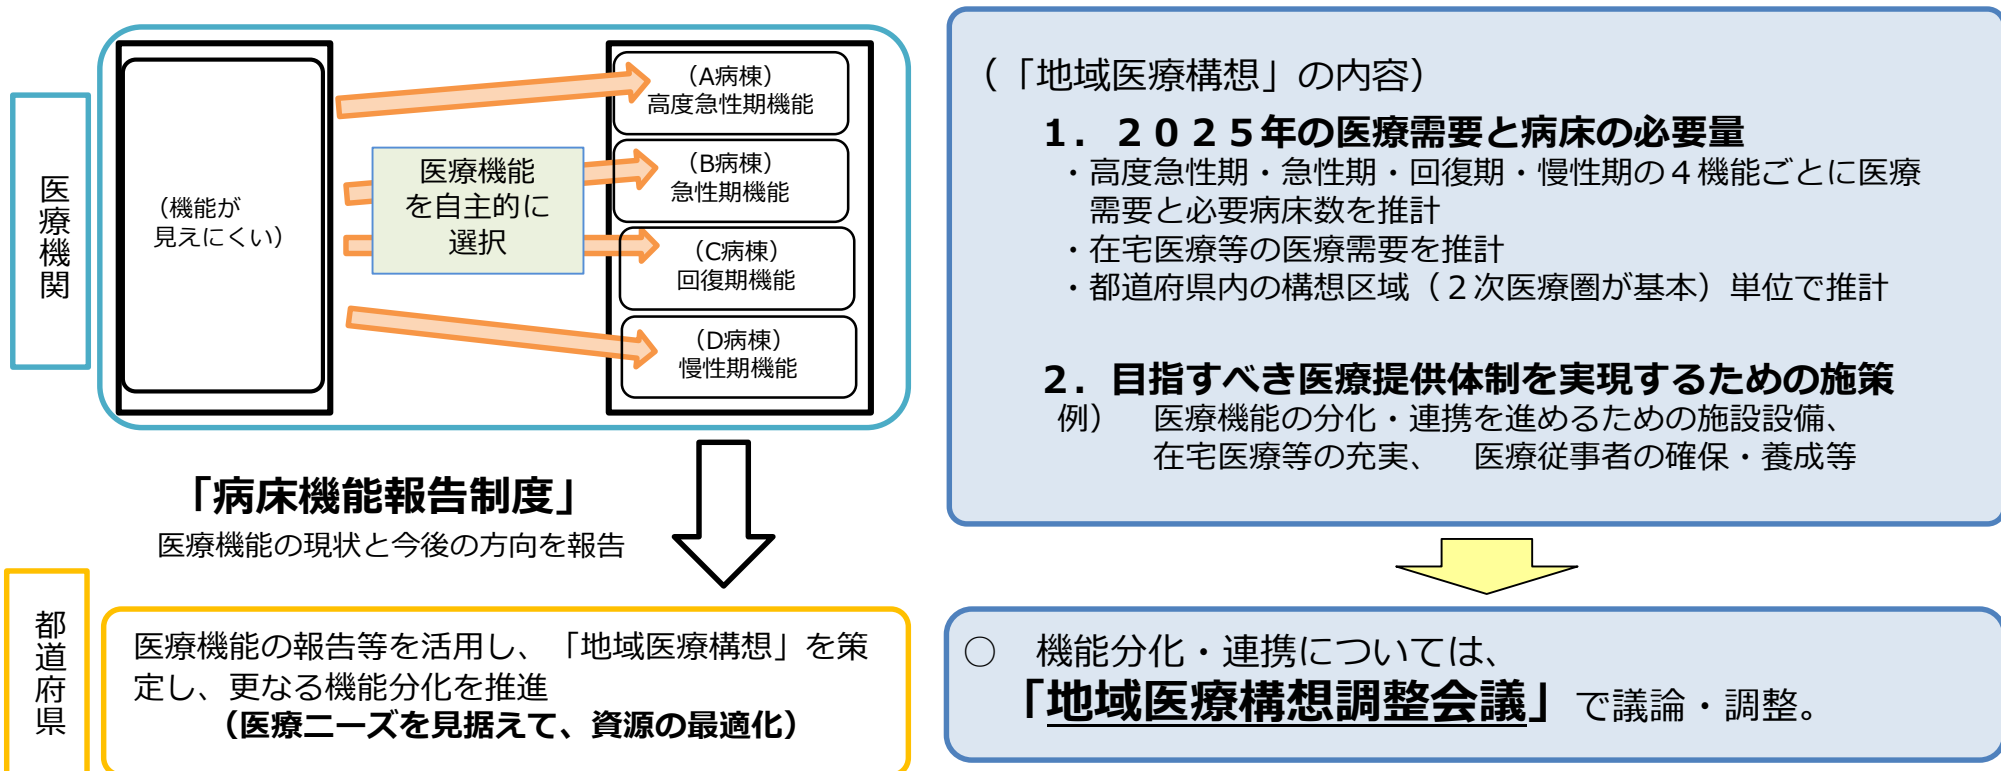 医療機関
（機能が
見えにくい）
医療機能
を自主的に
選択
（A病棟）
高度急性期機能
（B病棟）
急性期機能
（C病棟）
回復期機能
（D病棟）
慢性期機能
「病床機能報告制度」
医療機能の現状と今後の方向を報告
都道府県
医療機能の報告等を活用し、「地域医療構想」を策
定し、更なる機能分化を推進
（医療ニーズを見据えて、資源の最適化）
（「地域医療構想」の内容）
１．２０２５年の医療需要と病床の必要量
・高度急性期・急性期・回復期・慢性期の４機能ごとに医療
需要と必要病床数を推計
・在宅医療等の医療需要を推計
・都道府県内の構想区域（２次医療圏が基本）単位で推計
２．目指すべき医療提供体制を実現するための施策
例）　医療機能の分化・連携を進めるための施設設備、
在宅医療等の充実、　医療従事者の確保・養成等
○　機能分化・連携については、
「地域医療構想調整会議」で議論・調整。